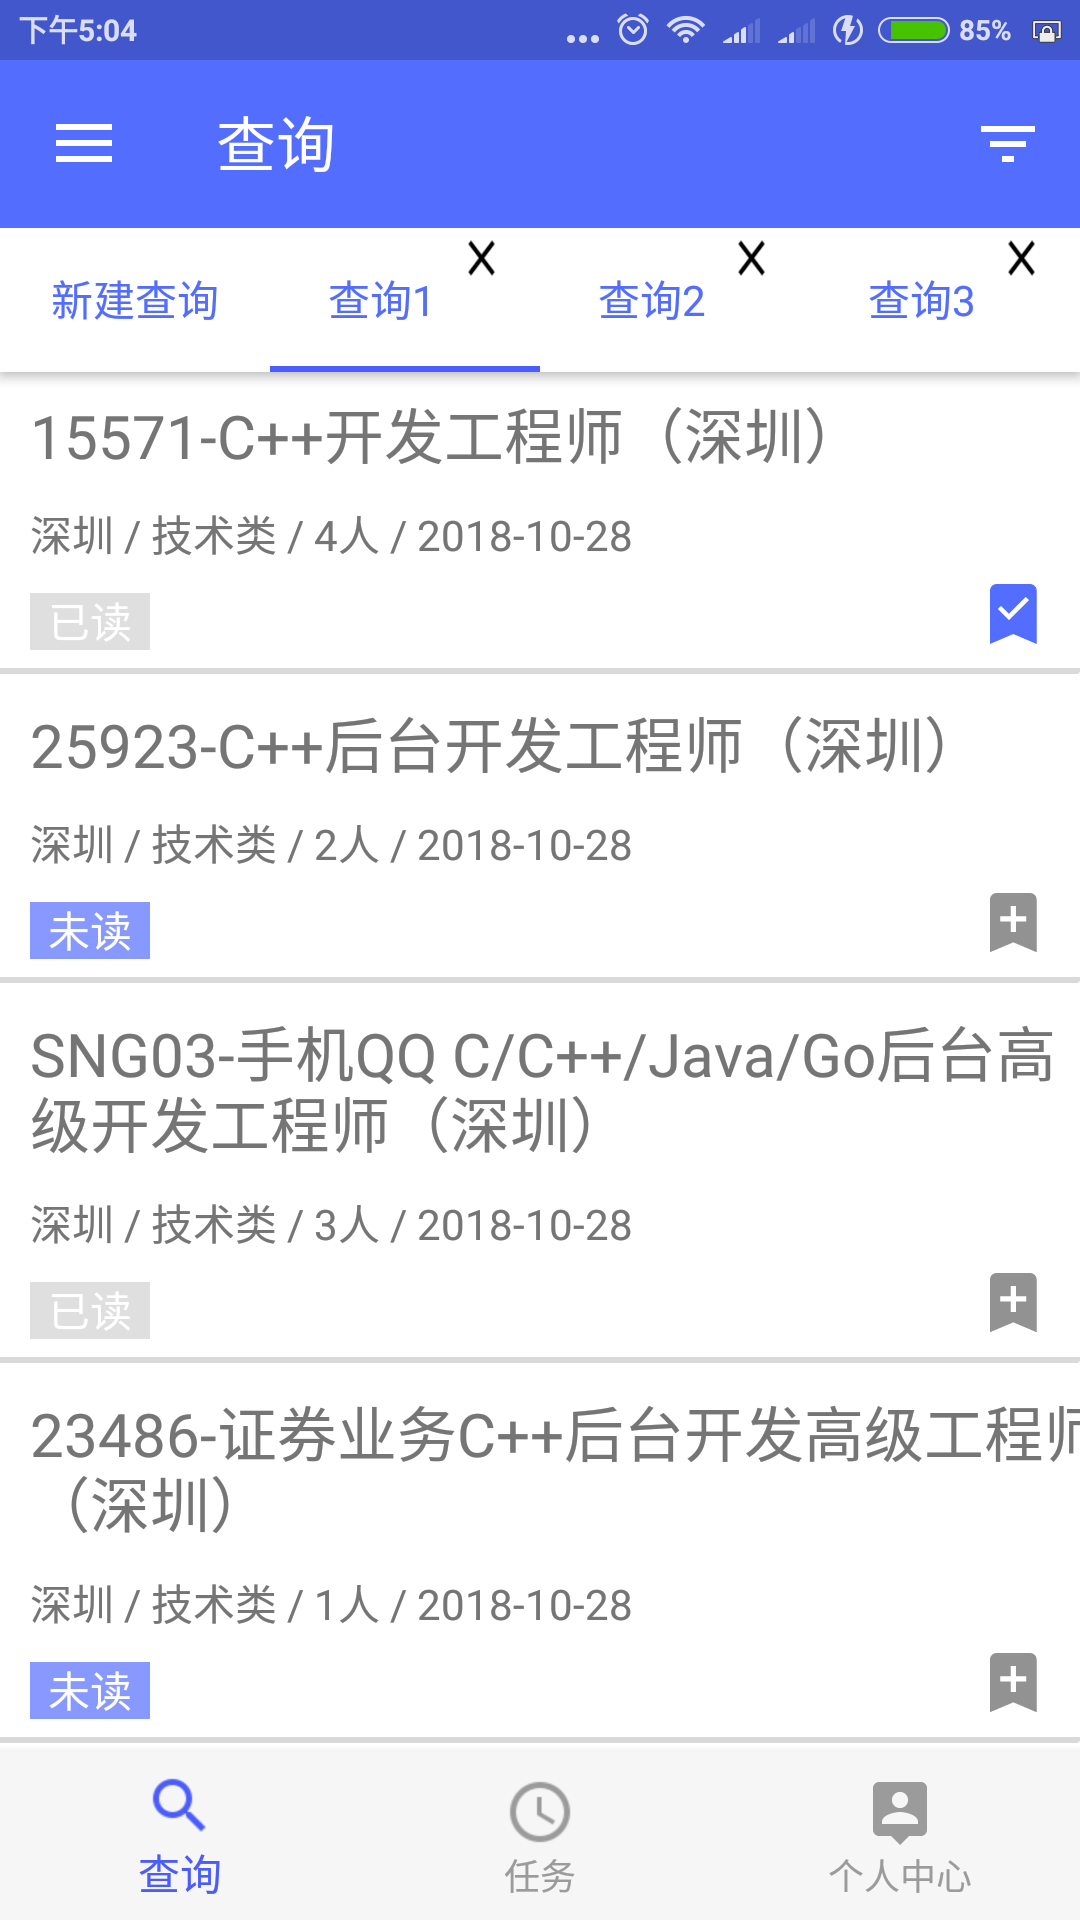 下午5:04
85%
查询
新建查询
查询1
X
查询2
X
查询3
X
15571-C++开发工程师（深圳）
深圳 / 技术类 / 4人 / 2018-10-28
已读
25923-C++后台开发工程师（深圳）
深圳 / 技术类 / 2人 / 2018-10-28
未读
SNG03-手机QQ C/C++/Java/Go后台高
级开发工程师（深圳）
深圳 / 技术类 / 3人 / 2018-10-28
已读
23486-证券业务C++后台开发高级工程师
（深圳）
深圳 / 技术类 / 1人 / 2018-10-28
未读
查询
任务
个人中心